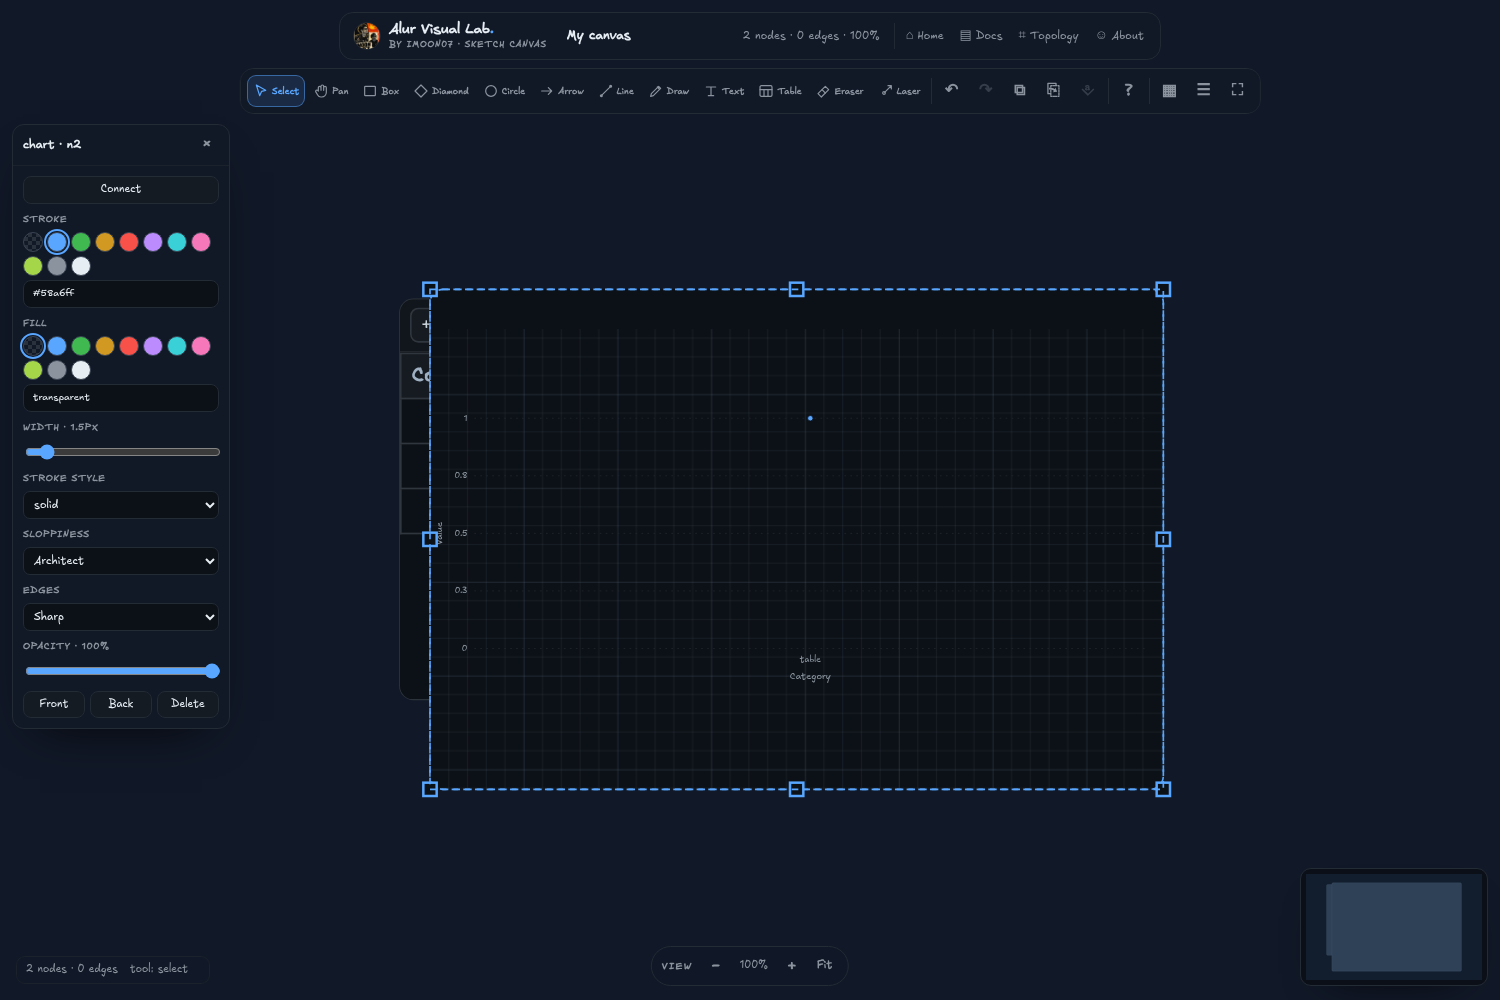 Alur Visual Lab.
BY IMOON07 · SKETCH CANVAS
My canvas
2 nodes · 0 edges · 100%
Home
Docs
Topology
About
Select
Pan
Box
Diamond
Circle
Arrow
Line
Draw
Text
Table
Eraser
Laser
?
chart · n2
×
Connect
STROKE
#58a6ff
FILL
transparent
WIDTH · 1.5PX
STROKE STYLE
solid
SLOPPINESS
Architect
EDGES
Sharp
OPACITY · 100%
Front
Back
Delete
+
Co
1
0.8
0.5
0.3
0
Value
table
Category
2 nodes · 0 edges
tool: select
VIEW
−
100%
+
Fit